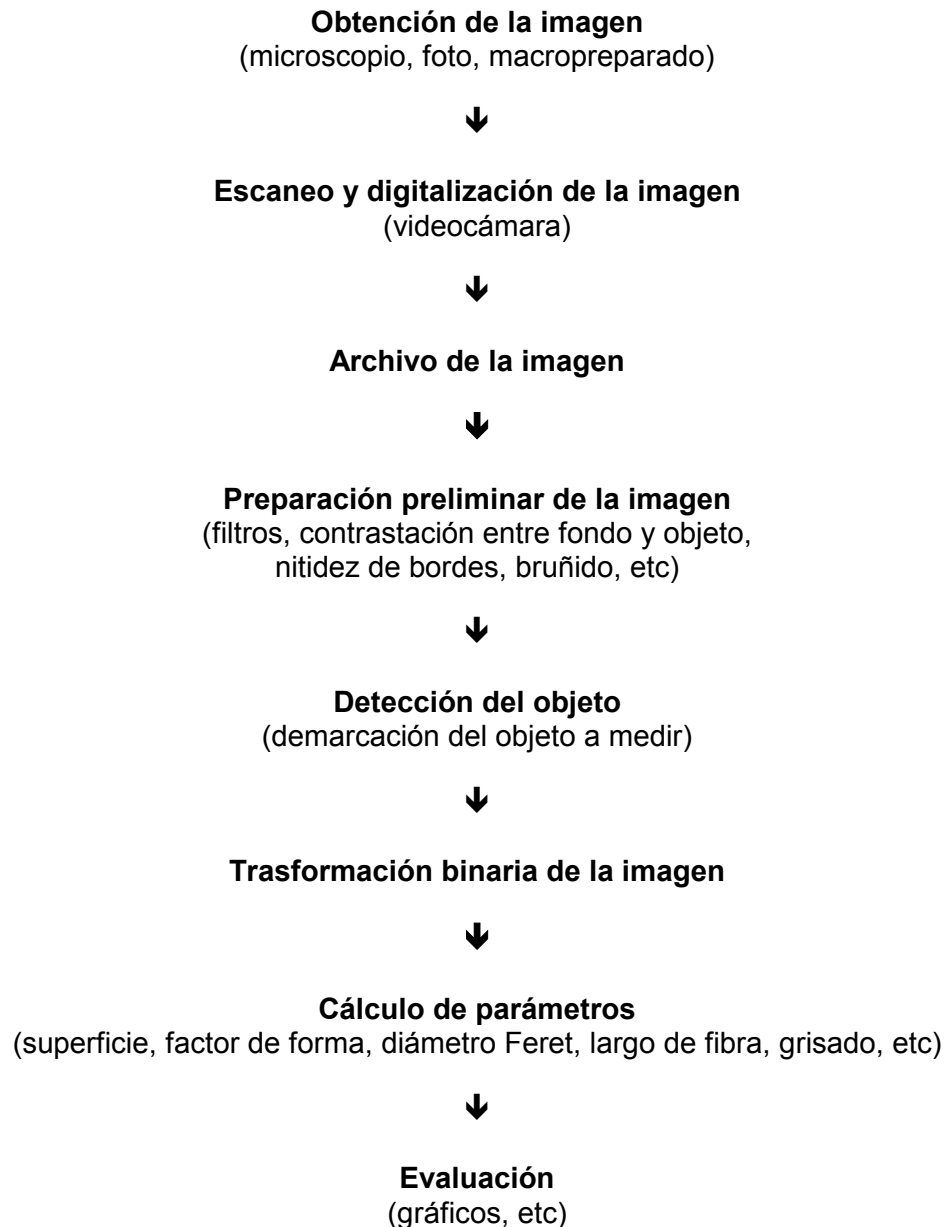 Obtención de la imagen
(microscopio, foto, macropreparado)
Escaneo y digitalización de la imagen
(videocámara)
Archivo de la imagen
Preparación preliminar de la imagen
(filtros, contrastación entre fondo y objeto,
nitidez de bordes, bruñido, etc)
Detección del objeto
(demarcación del objeto a medir)
Trasformación binaria de la imagen
Cálculo de parámetros
(superficie, factor de forma, diámetro Feret, largo de fibra, grisado, etc)
Evaluación
(gráficos, etc)